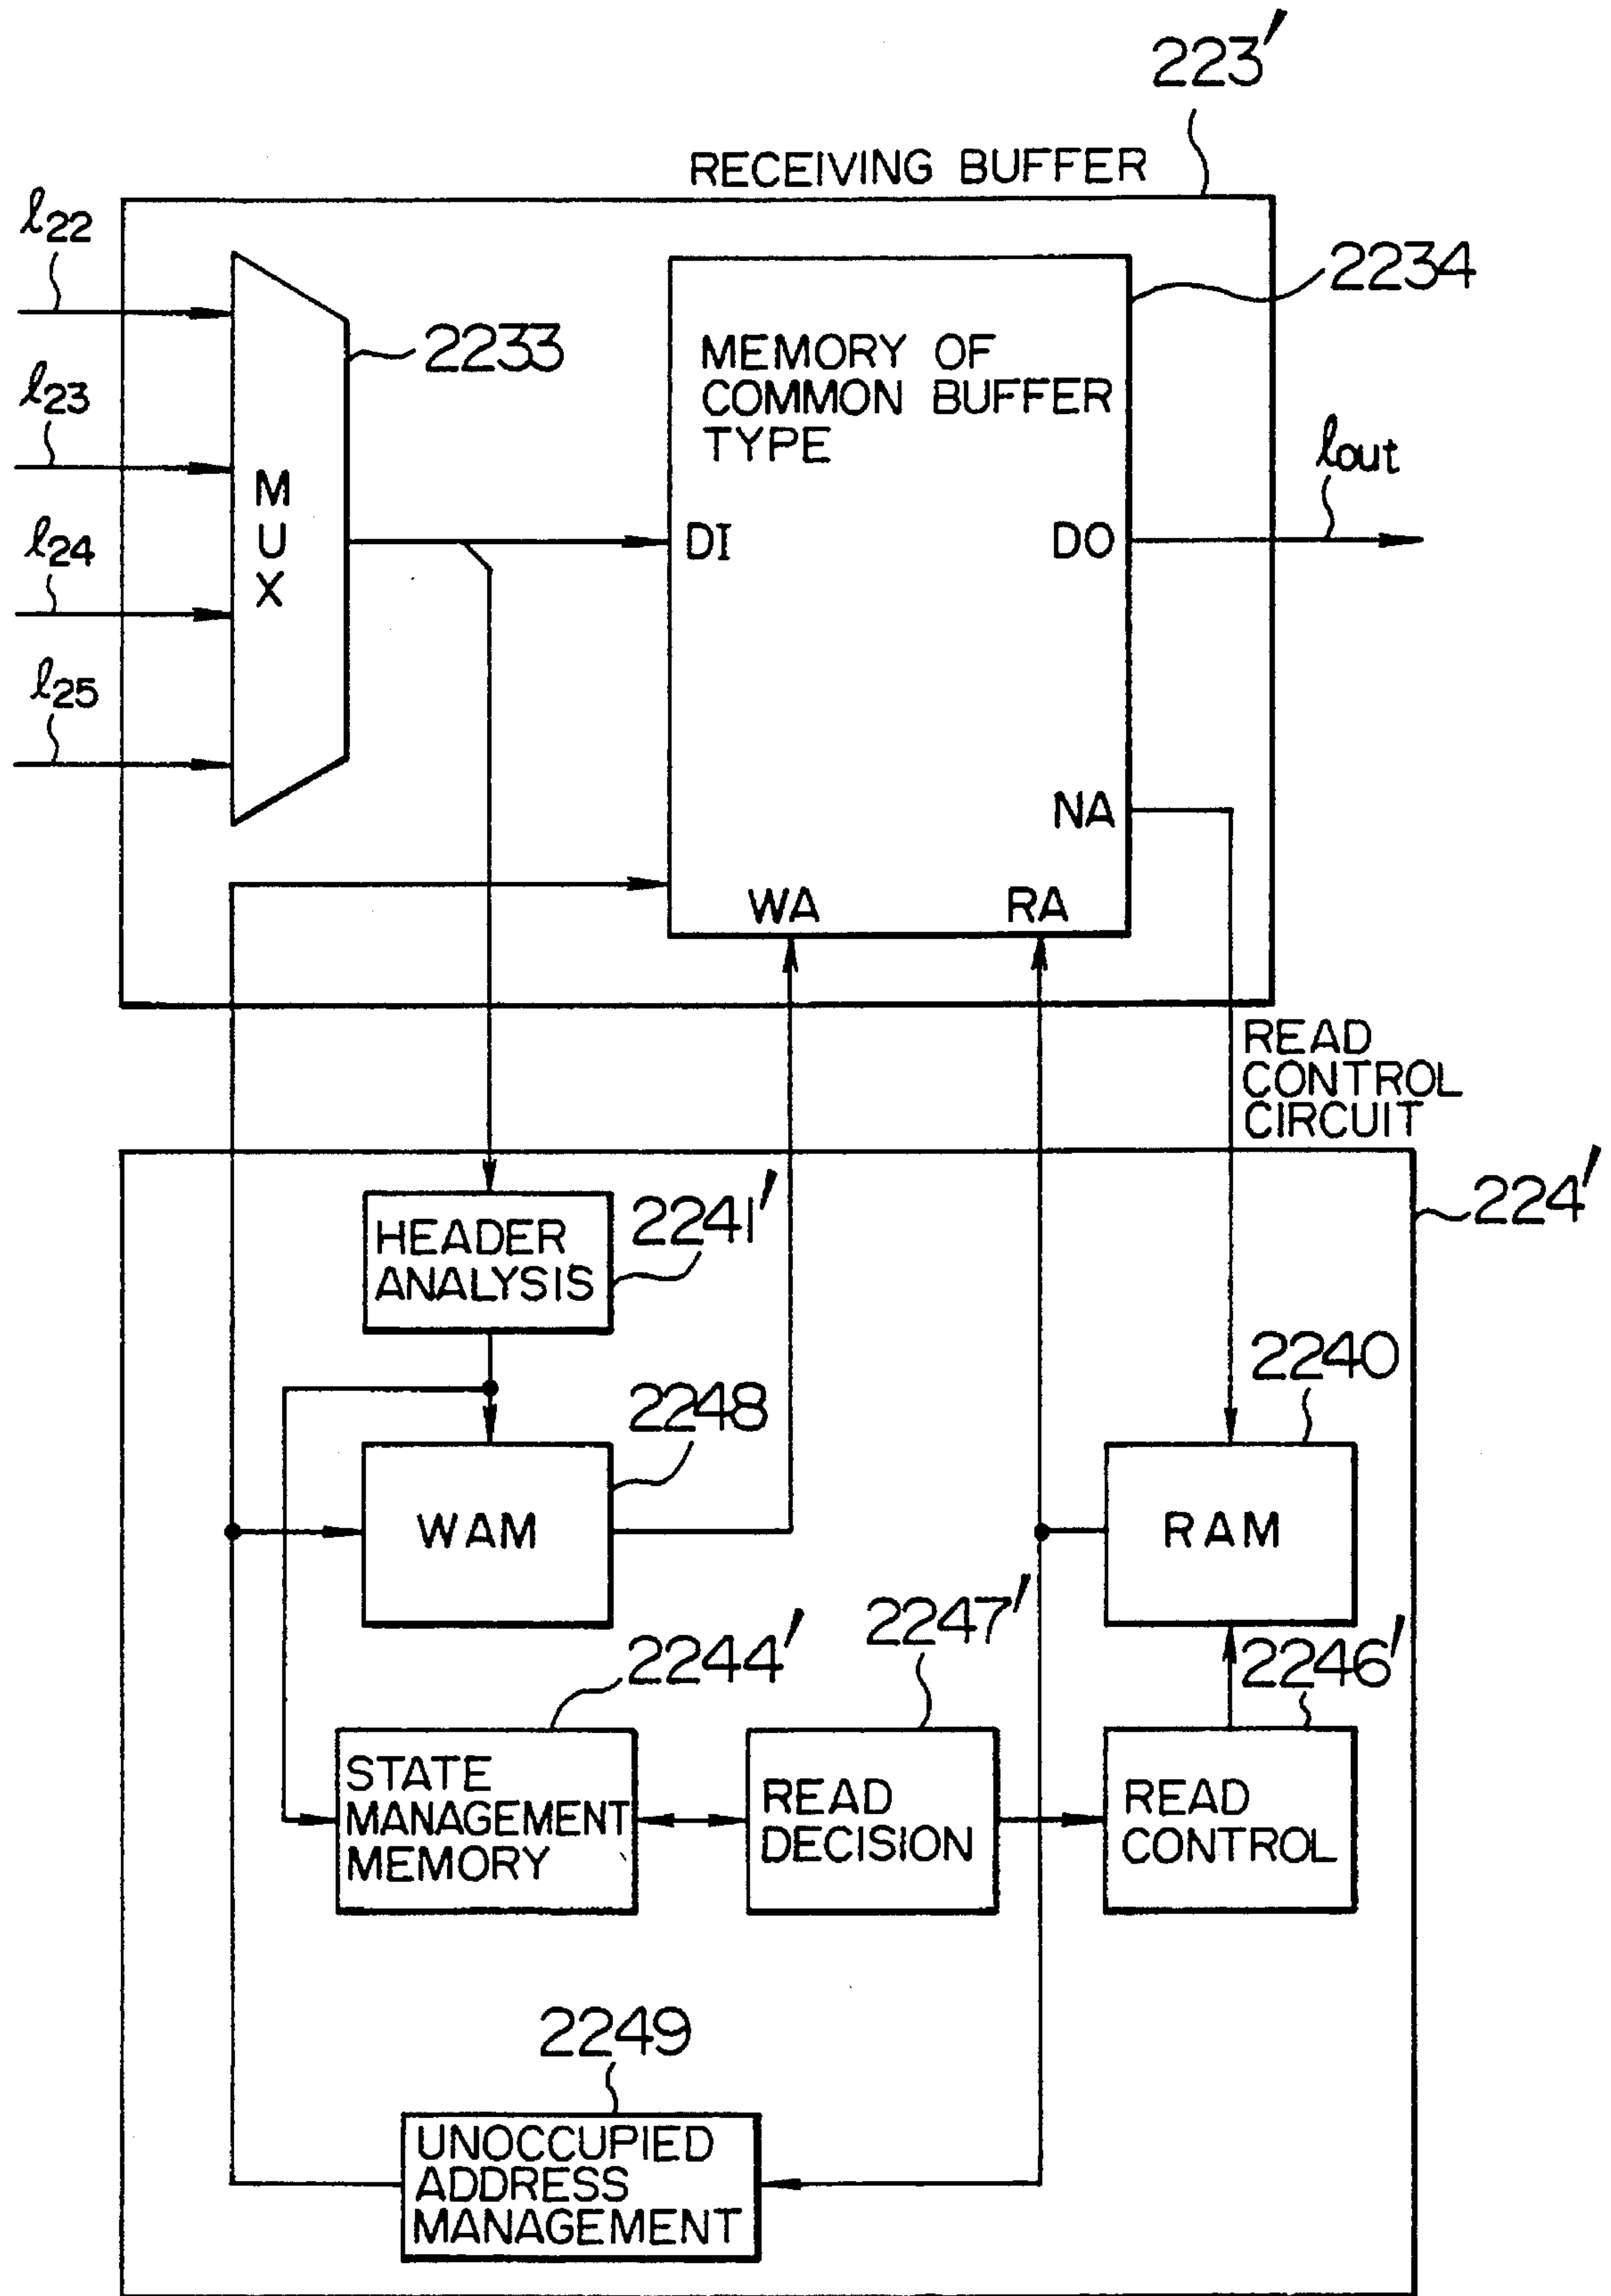 223'
RECEIVING BUFFER
l22
2234
2233
MEMORY OF
COMMON BUFFER
TYPE
l23
lout
M
U
X
DI
DO
l24
l25
NA
WA
RA
READ
CONTROL
CIRCUIT
224'
2241'
HEADER
ANALYSIS
2240
2248
WAM
RAM
2247'
2244'
2246'
STATE
MANAGEMENT
MEMORY
READ
DECISION
READ
CONTROL
2249
UNOCCUPIED
ADDRESS
MANAGEMENT